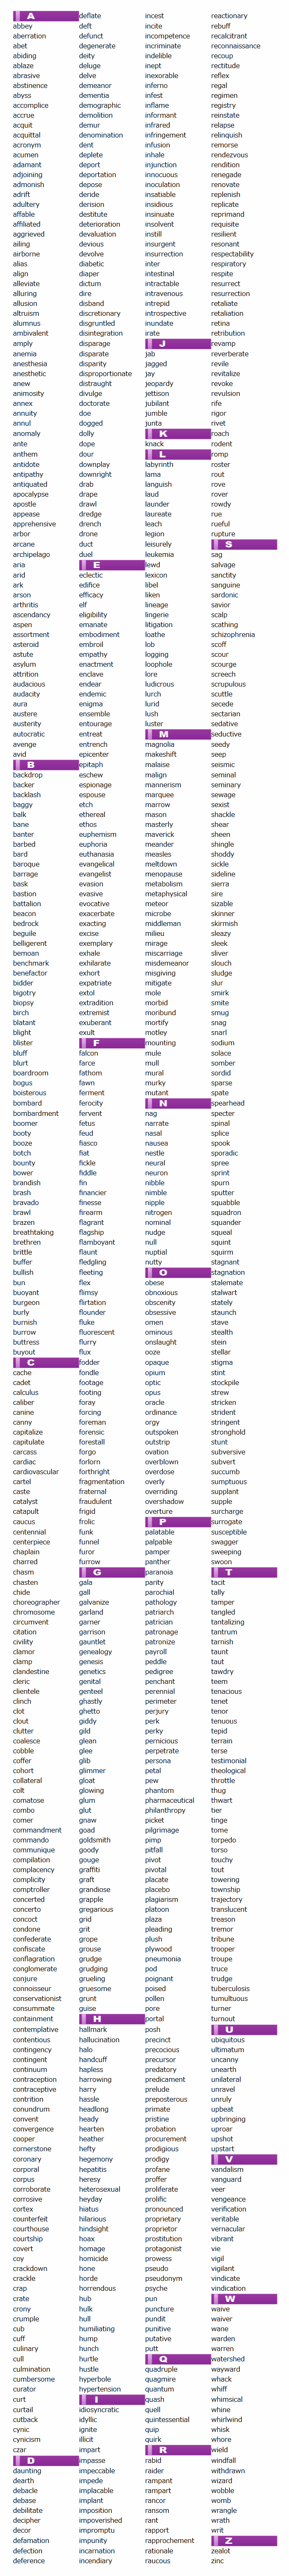 A
abbey
aberration
abet
abiding
ablaze
abrasive
abstinence
abyss
accomplice
accrue
acquit
acquittal
acronym
acumen
adamant
adjoining
admonish
adrift
adultery
affable
affiliated
aggrieved
ailing
airborne
alias
align
alleviate
alluring
allusion
altruism
alumnus
ambivalent
amply
anemia
anesthesia
anesthetic
anew
animosity
annex
annuity
annul
anomaly
ante
anthem
antidote
antipathy
antiquated
apocalypse
apostle
appease
apprehensive
arbor
arcane
archipelago
aria
arid
ark
arson
arthritis
ascendancy
aspen
assortment
asteroid
astute
asylum
attrition
audacious
audacity
aura
austere
austerity
autocratic
avenge
avid
B
backdrop
backer
backlash
baggy
balk
bane
banter
barbed
bard
baroque
barrage
bask
bastion
battalion
beacon
bedrock
beguile
belligerent
bemoan
benchmark
benefactor
bidder
bigotry
biopsy
birch
blatant
blight
blister
bluff
blurt
boardroom
bogus
boisterous
bombard
bombardment
boomer
booty
booze
botch
bounty
bower
brandish
brash
bravado
brawl
brazen
breathtaking
brethren
brittle
buffer
bullish
bun
buoyant
burgeon
burly
burnish
burrow
buttress
buyout
C
cache
cadet
calculus
caliber
canine
canny
capitalize
capitulate
carcass
cardiac
cardiovascular
cartel
caste
catalyst
catapult
caucus
centennial
centerpiece
chaplain
charred
chasm
chasten
chide
choreographer
chromosome
circumvent
citation
civility
clamor
clamp
clandestine
cleric
clientele
clinch
clot
clout
clutter
coalesce
cobble
coffer
cohort
collateral
colt
comatose
combo
comer
commandment
commando
communique
compilation
complacency
complicity
comptroller
concerted
concerto
concoct
condone
confederate
confiscate
conflagration
conglomerate
conjure
connoisseur
conservationist
consummate
containment
contemplative
contentious
contingency
contingent
continuum
contraception
contraceptive
contrition
conundrum
convent
convergence
cooper
cornerstone
coronary
corporal
corpus
corroborate
corrosive
cortex
counterfeit
courthouse
courtship
covert
coy
crackdown
crackle
crap
crate
crony
crumple
cub
cuff
culinary
cull
culmination
cumbersome
curator
curt
curtail
cutback
cynic
cynicism
czar
D
daunting
dearth
debacle
debase
debilitate
decipher
decor
defamation
defection
deference
deflate
deft
defunct
degenerate
deity
deluge
delve
demeanor
dementia
demographic
demolition
demur
denomination
dent
deplete
deport
deportation
depose
deride
derision
destitute
deterioration
devaluation
devious
devolve
diabetic
diaper
dictum
dire
disband
discretionary
disgruntled
disintegration
disparage
disparate
disparity
disproportionate
distraught
divulge
doctorate
doe
dogged
dolly
dope
dour
downplay
downright
drab
drape
drawl
dredge
drench
drone
duct
duel
E
eclectic
edifice
efficacy
elf
eligibility
emanate
embodiment
embroil
empathy
enactment
enclave
endear
endemic
enigma
ensemble
entourage
entreat
entrench
epicenter
epitaph
eschew
espionage
espouse
etch
ethereal
ethos
euphemism
euphoria
euthanasia
evangelical
evangelist
evasion
evasive
evocative
exacerbate
exacting
excise
exemplary
exhale
exhilarate
exhort
expatriate
extol
extradition
extremist
exuberant
exult
F
falcon
farce
fathom
fawn
ferment
ferocity
fervent
fetus
feud
fiasco
fiat
fickle
fiddle
fin
financier
finesse
firearm
flagrant
flagship
flamboyant
flaunt
fledgling
fleeting
flex
flimsy
flirtation
flounder
fluke
fluorescent
flurry
flux
fodder
fondle
footage
footing
foray
forcing
foreman
forensic
forestall
forgo
forlorn
forthright
fragmentation
fraternal
fraudulent
frigid
frolic
funk
funnel
furor
furrow
G
gala
gall
galvanize
garland
garner
garrison
gauntlet
genealogy
genesis
genetics
genital
genteel
ghastly
ghetto
giddy
gild
glean
glee
glib
glimmer
gloat
glowing
glum
glut
gnaw
goad
goldsmith
goody
gouge
graffiti
graft
grandiose
grapple
gregarious
grid
grit
grope
grouse
grudge
grudging
grueling
gruesome
grunt
guise
H
hallmark
hallucination
halo
handcuff
hapless
harrowing
harry
hassle
headlong
heady
hearten
heather
hefty
hegemony
hepatitis
heresy
heterosexual
heyday
hiatus
hilarious
hindsight
hoax
homage
homicide
hone
horde
horrendous
hub
hulk
hull
humiliating
hump
hunch
hurtle
hustle
hyperbole
hypertension
I
idiosyncratic
idyllic
ignite
illicit
impart
impasse
impeccable
impede
implacable
implant
imposition
impoverished
impromptu
impunity
incarnation
incendiary
incest
incite
incompetence
incriminate
indelible
inept
inexorable
inferno
infest
inflame
informant
infrared
infringement
infusion
inhale
injunction
innocuous
inoculation
insatiable
insidious
insinuate
insolvent
instill
insurgent
insurrection
inter
intestinal
intractable
intravenous
intrepid
introspective
inundate
irate
J
jab
jagged
jay
jeopardy
jettison
jubilant
jumble
junta
K
knack
L
labyrinth
lama
languish
laud
launder
laureate
leach
legion
leisurely
leukemia
lewd
lexicon
libel
liken
lineage
lingerie
litigation
loathe
lob
logging
loophole
lore
ludicrous
lurch
lurid
lush
luster
M
magnolia
makeshift
malaise
malign
mannerism
marquee
marrow
mason
masterly
maverick
meander
measles
meltdown
menopause
metabolism
metaphysical
meteor
microbe
middleman
milieu
mirage
miscarriage
misdemeanor
misgiving
mitigate
mole
morbid
moribund
mortify
motley
mounting
mule
mull
mural
murky
mutant
N
nag
narrate
nasal
nausea
nestle
neural
neuron
nibble
nimble
nipple
nitrogen
nominal
nudge
null
nuptial
nutty
O
obese
obnoxious
obscenity
obsessive
omen
ominous
onslaught
ooze
opaque
opium
optic
opus
oracle
ordinance
orgy
outspoken
outstrip
ovation
overblown
overdose
overly
overriding
overshadow
overture
P
palatable
palpable
pamper
panther
paranoia
parity
parochial
pathology
patriarch
patrician
patronage
patronize
payroll
peddle
pedigree
penchant
perennial
perimeter
perjury
perk
perky
pernicious
perpetrate
persona
petal
pew
phantom
pharmaceutical
philanthropy
picket
pilgrimage
pimp
pitfall
pivot
pivotal
placate
placebo
plagiarism
platoon
plaza
pleading
plush
plywood
pneumonia
pod
poignant
poised
pollen
pore
portal
posh
precinct
precocious
precursor
predatory
predicament
prelude
preposterous
primate
pristine
probation
procurement
prodigious
prodigy
profane
proffer
proliferate
prolific
pronounced
proprietary
proprietor
prostitution
protagonist
prowess
pseudo
pseudonym
psyche
pun
puncture
pundit
punitive
putative
putt
Q
quadruple
quagmire
quantum
quash
quell
quintessential
quip
quirk
R
rabid
raider
rampant
rampart
rancor
ransom
rant
rapport
rapprochement
rationale
raucous
reactionary
rebuff
recalcitrant
reconnaissance
recoup
rectitude
reflex
regal
regimen
registry
reinstate
relapse
relinquish
remorse
rendezvous
rendition
renegade
renovate
replenish
replicate
reprimand
requisite
resilient
resonant
respectability
respiratory
respite
resurrect
resurrection
retaliate
retaliation
retina
retribution
revamp
reverberate
revile
revitalize
revoke
revulsion
rife
rigor
rivet
roach
rodent
romp
roster
rout
rove
rover
rowdy
rue
rueful
rupture
S
sag
salvage
sanctity
sanguine
sardonic
savior
scalp
scathing
schizophrenia
scoff
scour
scourge
screech
scrupulous
scuttle
secede
sectarian
sedative
seductive
seedy
seep
seismic
seminal
seminary
sewage
sexist
shackle
shear
sheen
shingle
shoddy
sickle
sideline
sierra
sire
sizable
skinner
skirmish
sleazy
sleek
sliver
slouch
sludge
slur
smirk
smite
smug
snag
snarl
sodium
solace
somber
sordid
sparse
spate
spearhead
specter
spinal
splice
spook
sporadic
spree
sprint
spurn
sputter
squabble
squadron
squander
squeal
squint
squirm
stagnant
stagnation
stalemate
stalwart
stately
staunch
stave
stealth
stein
stellar
stigma
stint
stockpile
strew
stricken
strident
stringent
stronghold
stunt
subversive
subvert
succumb
sumptuous
supplant
supple
surcharge
surrogate
susceptible
swagger
sweeping
swoon
T
tacit
tally
tamper
tangled
tantalizing
tantrum
tarnish
taunt
taut
tawdry
teem
tenacious
tenet
tenor
tenuous
tepid
terrain
terse
testimonial
theological
throttle
thug
thwart
tier
tinge
tome
torpedo
torso
touchy
tout
towering
township
trajectory
translucent
treason
tremor
tribune
trooper
troupe
truce
trudge
tuberculosis
tumultuous
turner
turnout
U
ubiquitous
ultimatum
uncanny
unearth
unilateral
unravel
unruly
upbeat
upbringing
uproar
upshot
upstart
V
vandalism
vanguard
veer
vengeance
verification
veritable
vernacular
vibrant
vie
vigil
vigilant
vindicate
vindication
W
waive
waiver
wane
warden
warren
watershed
wayward
whack
whiff
whimsical
whine
whirlwind
whisk
whore
wield
windfall
withdrawn
wizard
wobble
womb
wrangle
wrath
writ
Z
zealot
zinc